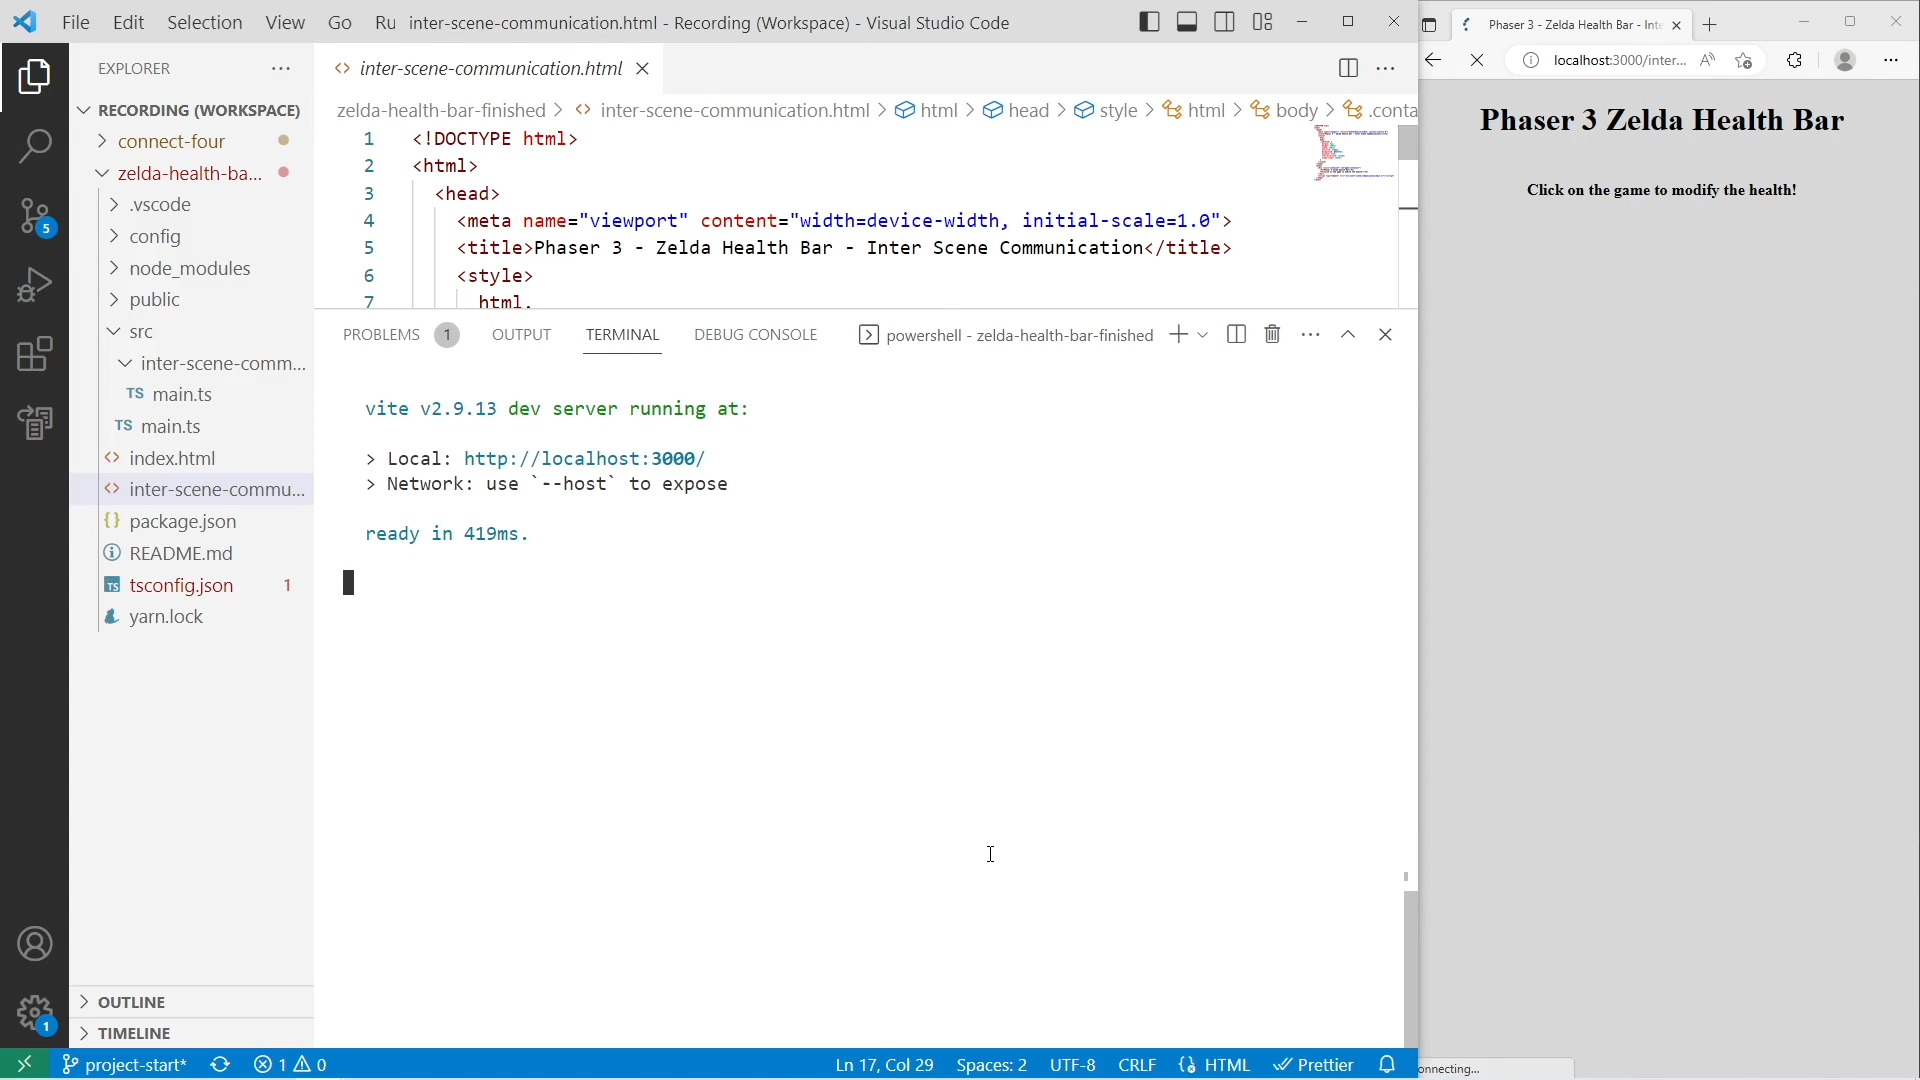 File Edit Selection View Go Ru inter-scene-communication.html - Recording (Workspace) - Visual Studio Code
EXPLORER
RECORDING (WORKSPACE)
connect-four
zelda-health-ba...
.vscode
config
node_modules
public
src
inter-scene-comm...
TS main.ts
TS main.ts
index.html
inter-scene-commu...
package.json
README.md
TS tsconfig.json 1
yarn.lock
OUTLINE
TIMELINE
5
1
inter-scene-communication.html
zelda-health-bar-finished > inter-scene-communication.html > html > head > style > html > body > .conta
1 <!DOCTYPE html>
2 <html>
3 <head>
4 <meta name="viewport" content="width=device-width, initial-scale=1.0">
5 <title>Phaser 3 - Zelda Health Bar - Inter Scene Communication</title>
6 <style>
7 html,
PROBLEMS 1 OUTPUT TERMINAL DEBUG CONSOLE powershell - zelda-health-bar-finished
vite v2.9.13 dev server running at:
> Local: http://localhost:3000/
> Network: use `--host` to expose
ready in 419ms.
project-start* 1 0 Ln 17, Col 29 Spaces: 2 UTF-8 CRLF HTML Prettier
Phaser 3 - Zelda Health Bar - Inte
localhost:3000/inter...
Phaser 3 Zelda Health Bar
Click on the game to modify the health!
onnecting...